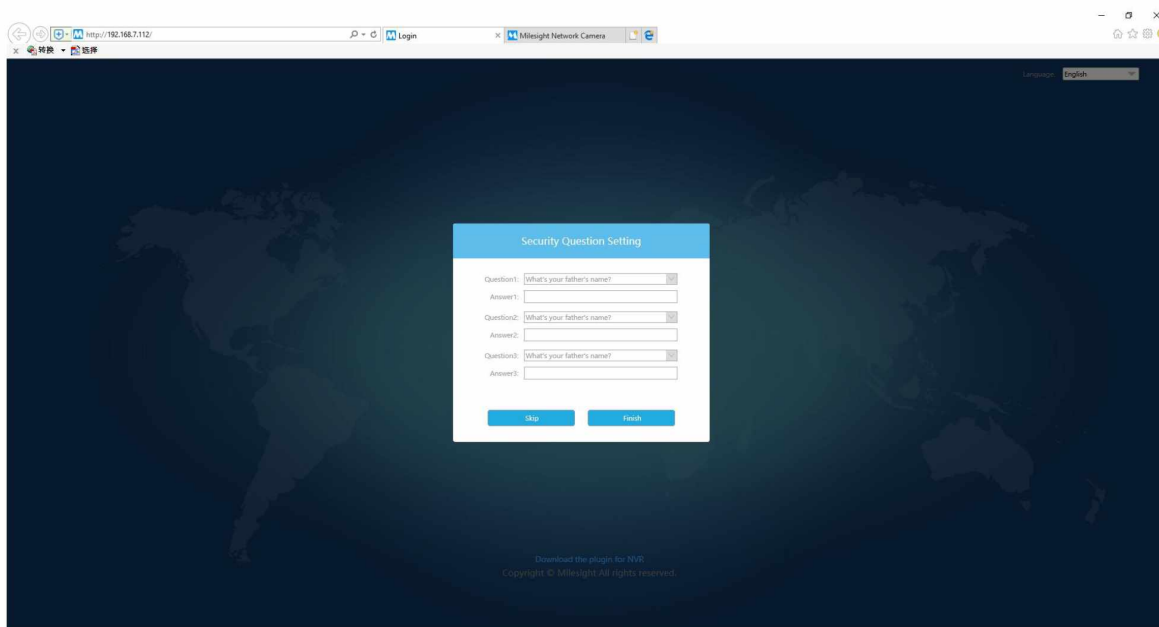 http://192.168.7.112/
Login
Milesight Network Camera
转换 选择
Language: English
Security Question Setting
Question1: What's your father's name?
Answer1:
Question2: What's your father's name?
Answer2:
Question3: What's your father's name?
Answer3:
Skip Finish
Download the plugin for NVR
Copyright © Milesight All rights reserved.